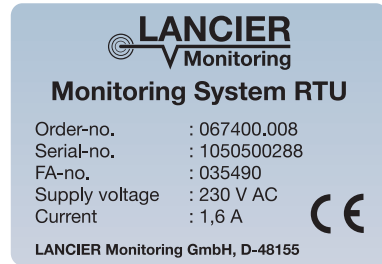 LANCIER
Monitoring
Monitoring System RTU
Order-no. : 067400.008
Serial-no. : 1050500288
FA-no. : 035490
Supply voltage : 230 V AC
Current : 1,6 A
CE
LANCIER Monitoring GmbH, D-48155